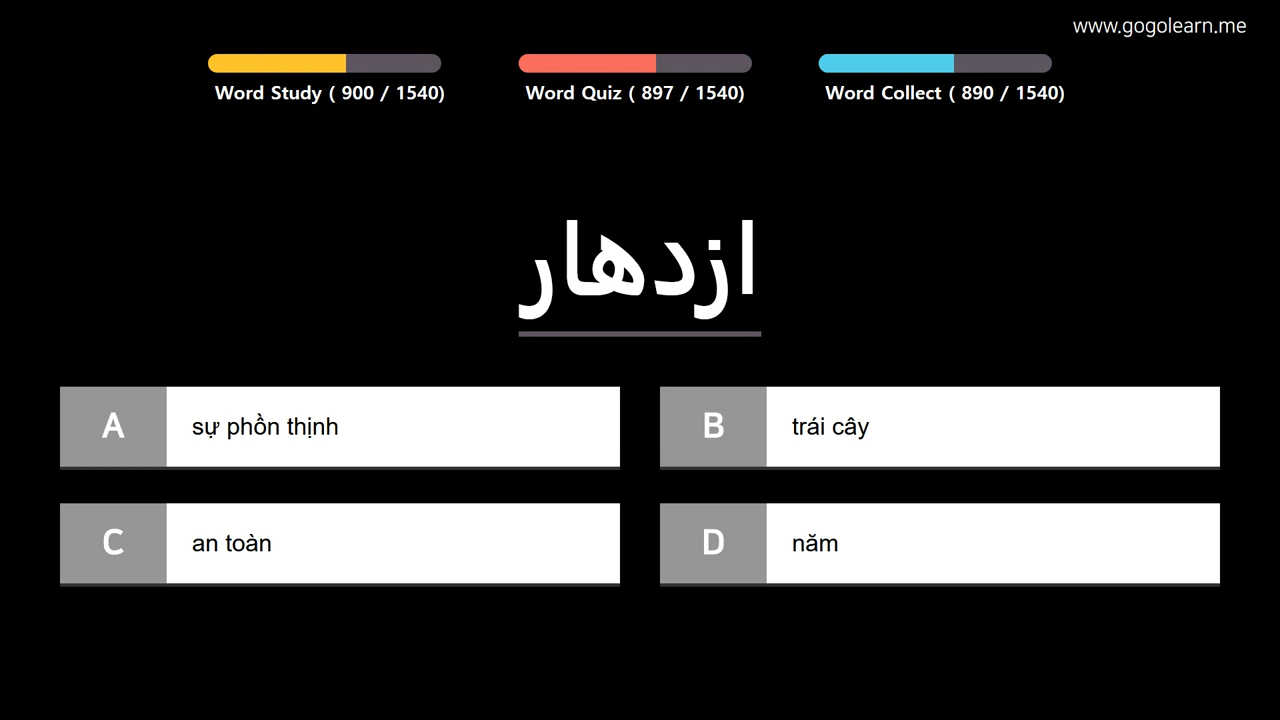 www.gogolearn.me
Word Study ( 900 / 1540)
Word Quiz ( 897 / 1540)
Word Collect ( 890 / 1540)
ازدهار
A sự phồn thịnh
B trái cây
C an toàn
D năm